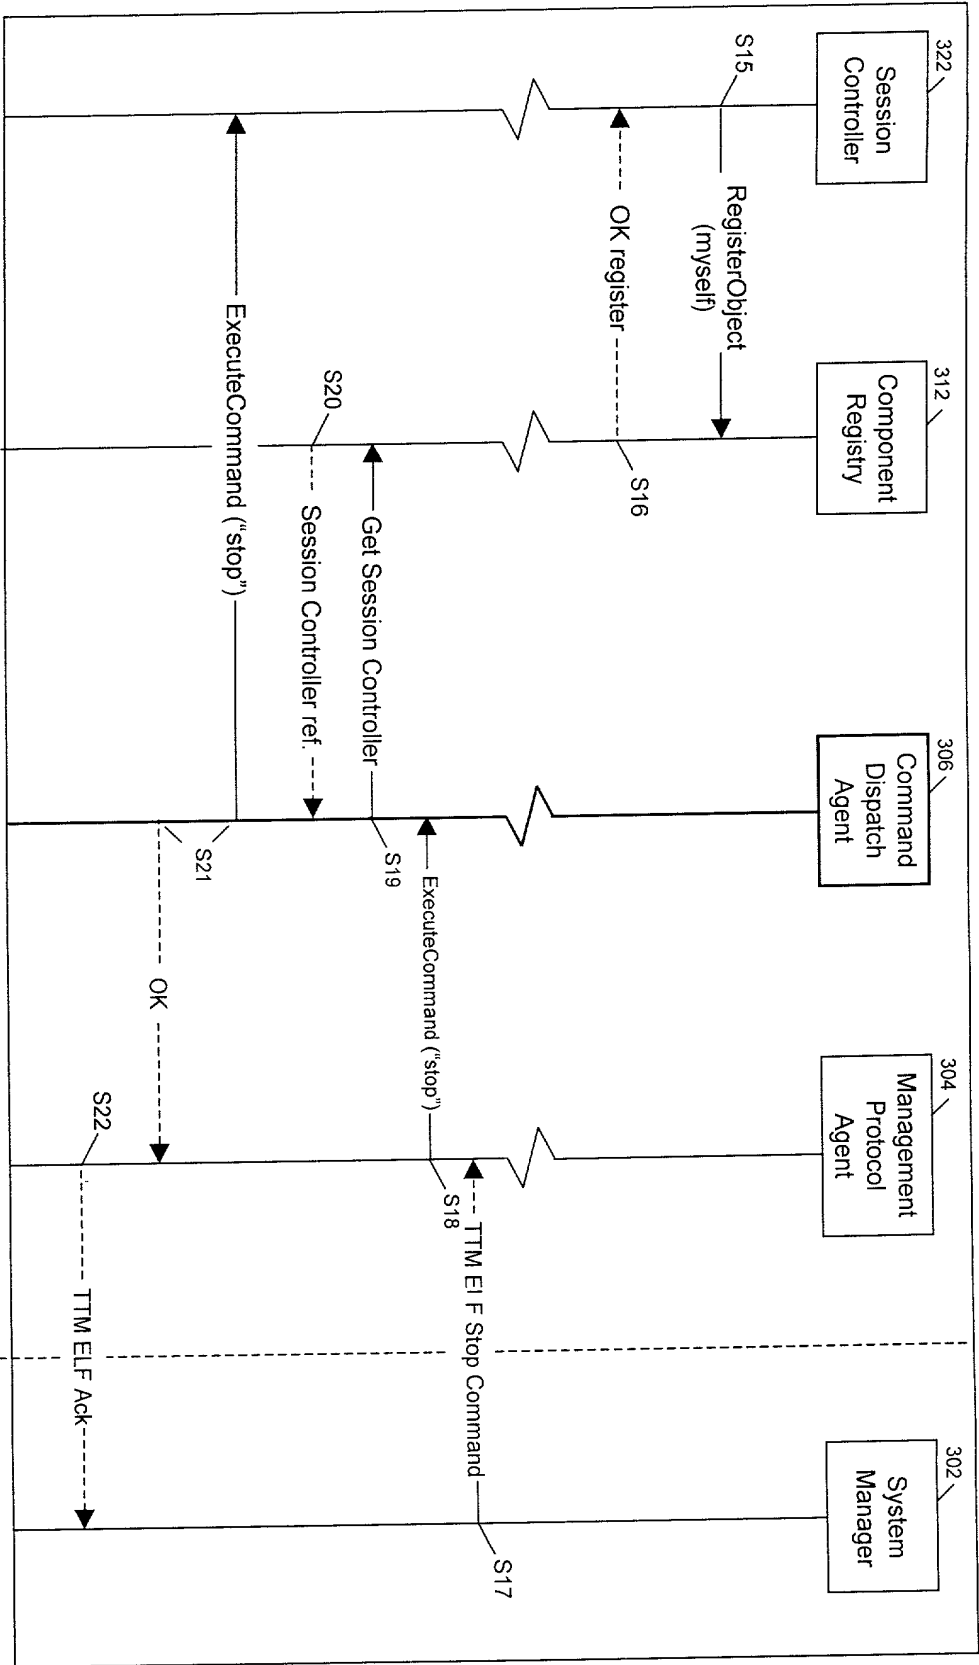 322
Session
Controller
312
Component
Registry
306
Command
Dispatch
Agent
304
Management
Protocol
Agent
302
System
Manager
S15
RegisterObject
(myself)
OK register
S16
TTM ElF Stop Command
S17
ExecuteCommand ("stop")
S18
Get Session Controller
S19
S20
Session Controller ref.
ExecuteCommand ("stop")
S21
OK
S22
TTM ELF Ack